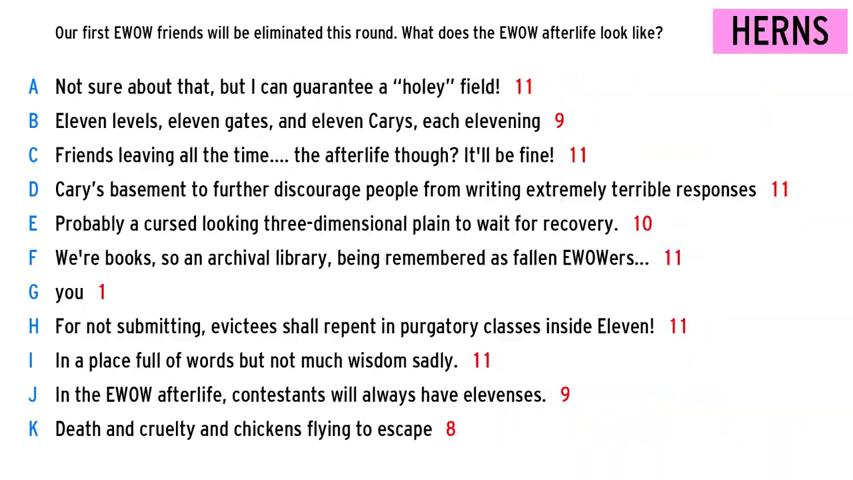 Our first EWOW friends will be eliminated this round. What does the EWOW afterlife look like?
HERNS
A Not sure about that, but I can guarantee a “holey” field! 11
B Eleven levels, eleven gates, and eleven Carys, each elevening 9
C Friends leaving all the time.... the afterlife though? It'll be fine! 11
D Cary’s basement to further discourage people from writing extremely terrible responses 11
E Probably a cursed looking three-dimensional plain to wait for recovery. 10
F We're books, so an archival library, being remembered as fallen EWOWers... 11
G you 1
H For not submitting, evictees shall repent in purgatory classes inside Eleven! 11
I In a place full of words but not much wisdom sadly. 11
J In the EWOW afterlife, contestants will always have elevenses. 9
K Death and cruelty and chickens flying to escape 8